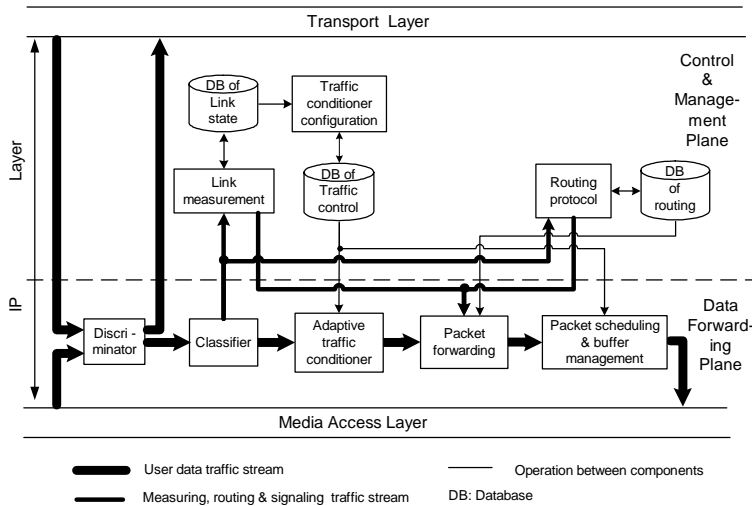 Transport Layer
Control
&
Manage-
ment Plane
DB of
Link
state
Traffic
conditioner
configuration
Layer
Link
measurement
DB of
Traffic
control
Routing
protocol
DB
of
routing
IP
Discri -
minator
Classifier
Adaptive
traffic
conditioner
Packet
forwarding
Packet scheduling
& buffer
management
Data
Forward-
ing Plane
Media Access Layer
User data traffic stream
Operation between components
Measuring, routing & signaling traffic stream
DB: Database